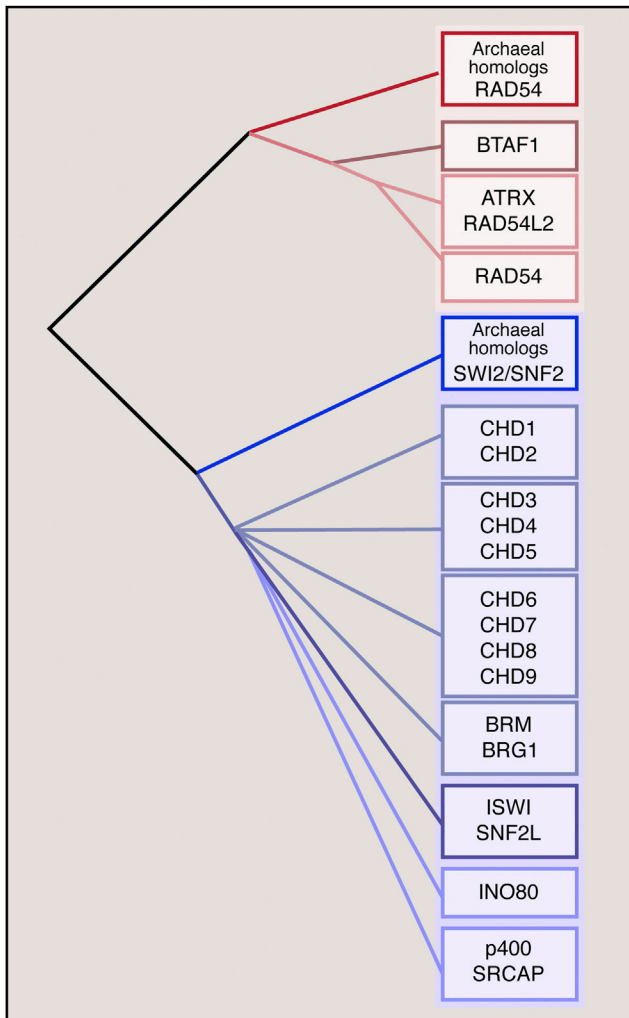 Archaeal
homologs
RAD54
BTAF1
ATRX
RAD54L2
RAD54
Archaeal
homologs
SWI2/SNF2
CHD1
CHD2
CHD3
CHD4
CHD5
CHD6
CHD7
CHD8
CHD9
BRM
BRG1
ISWI
SNF2L
INO80
p400
SRCAP